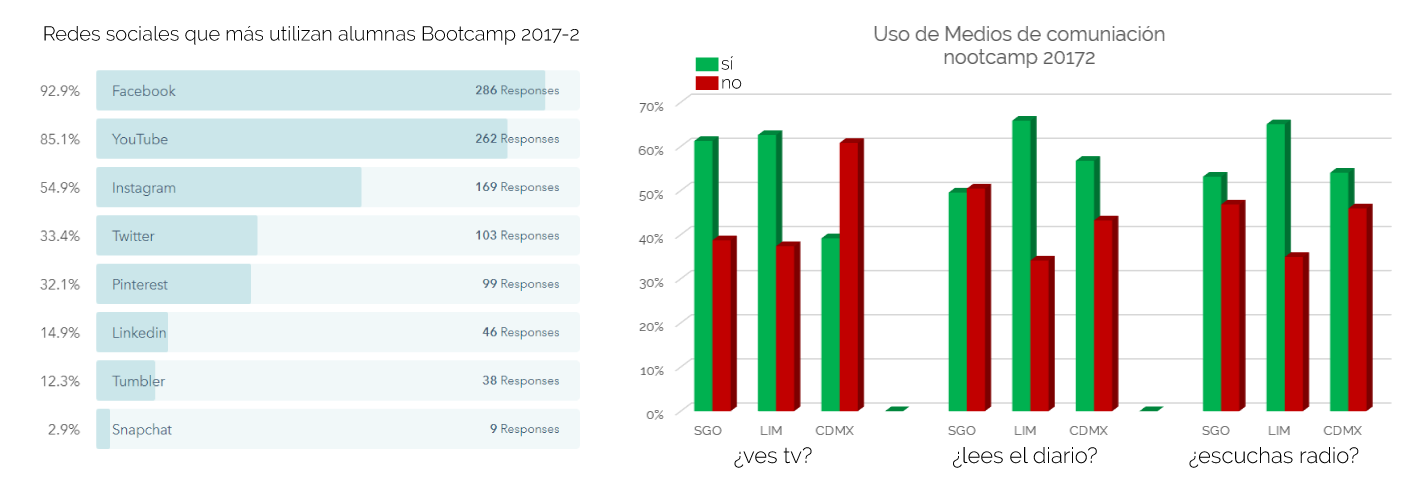 Redes sociales que más utilizan alumnas Bootcamp 2017-2
92.9% Facebook 286 Responses
85.1% YouTube 262 Responses
54.9% Instagram 169 Responses
33.4% Twitter 103 Responses
32.1% Pinterest 99 Responses
14.9% Linkedin 46 Responses
12.3% Tumbler 38 Responses
2.9% Snapchat 9 Responses
Uso de Medios de comuniación
nootcamp 20172
sí
no
70%
60%
50%
40%
30%
20%
10%
0%
SGO LIM CDMX SGO LIM CDMX SGO LIM CDMX
¿ves tv? ¿lees el diario? ¿escuchas radio?